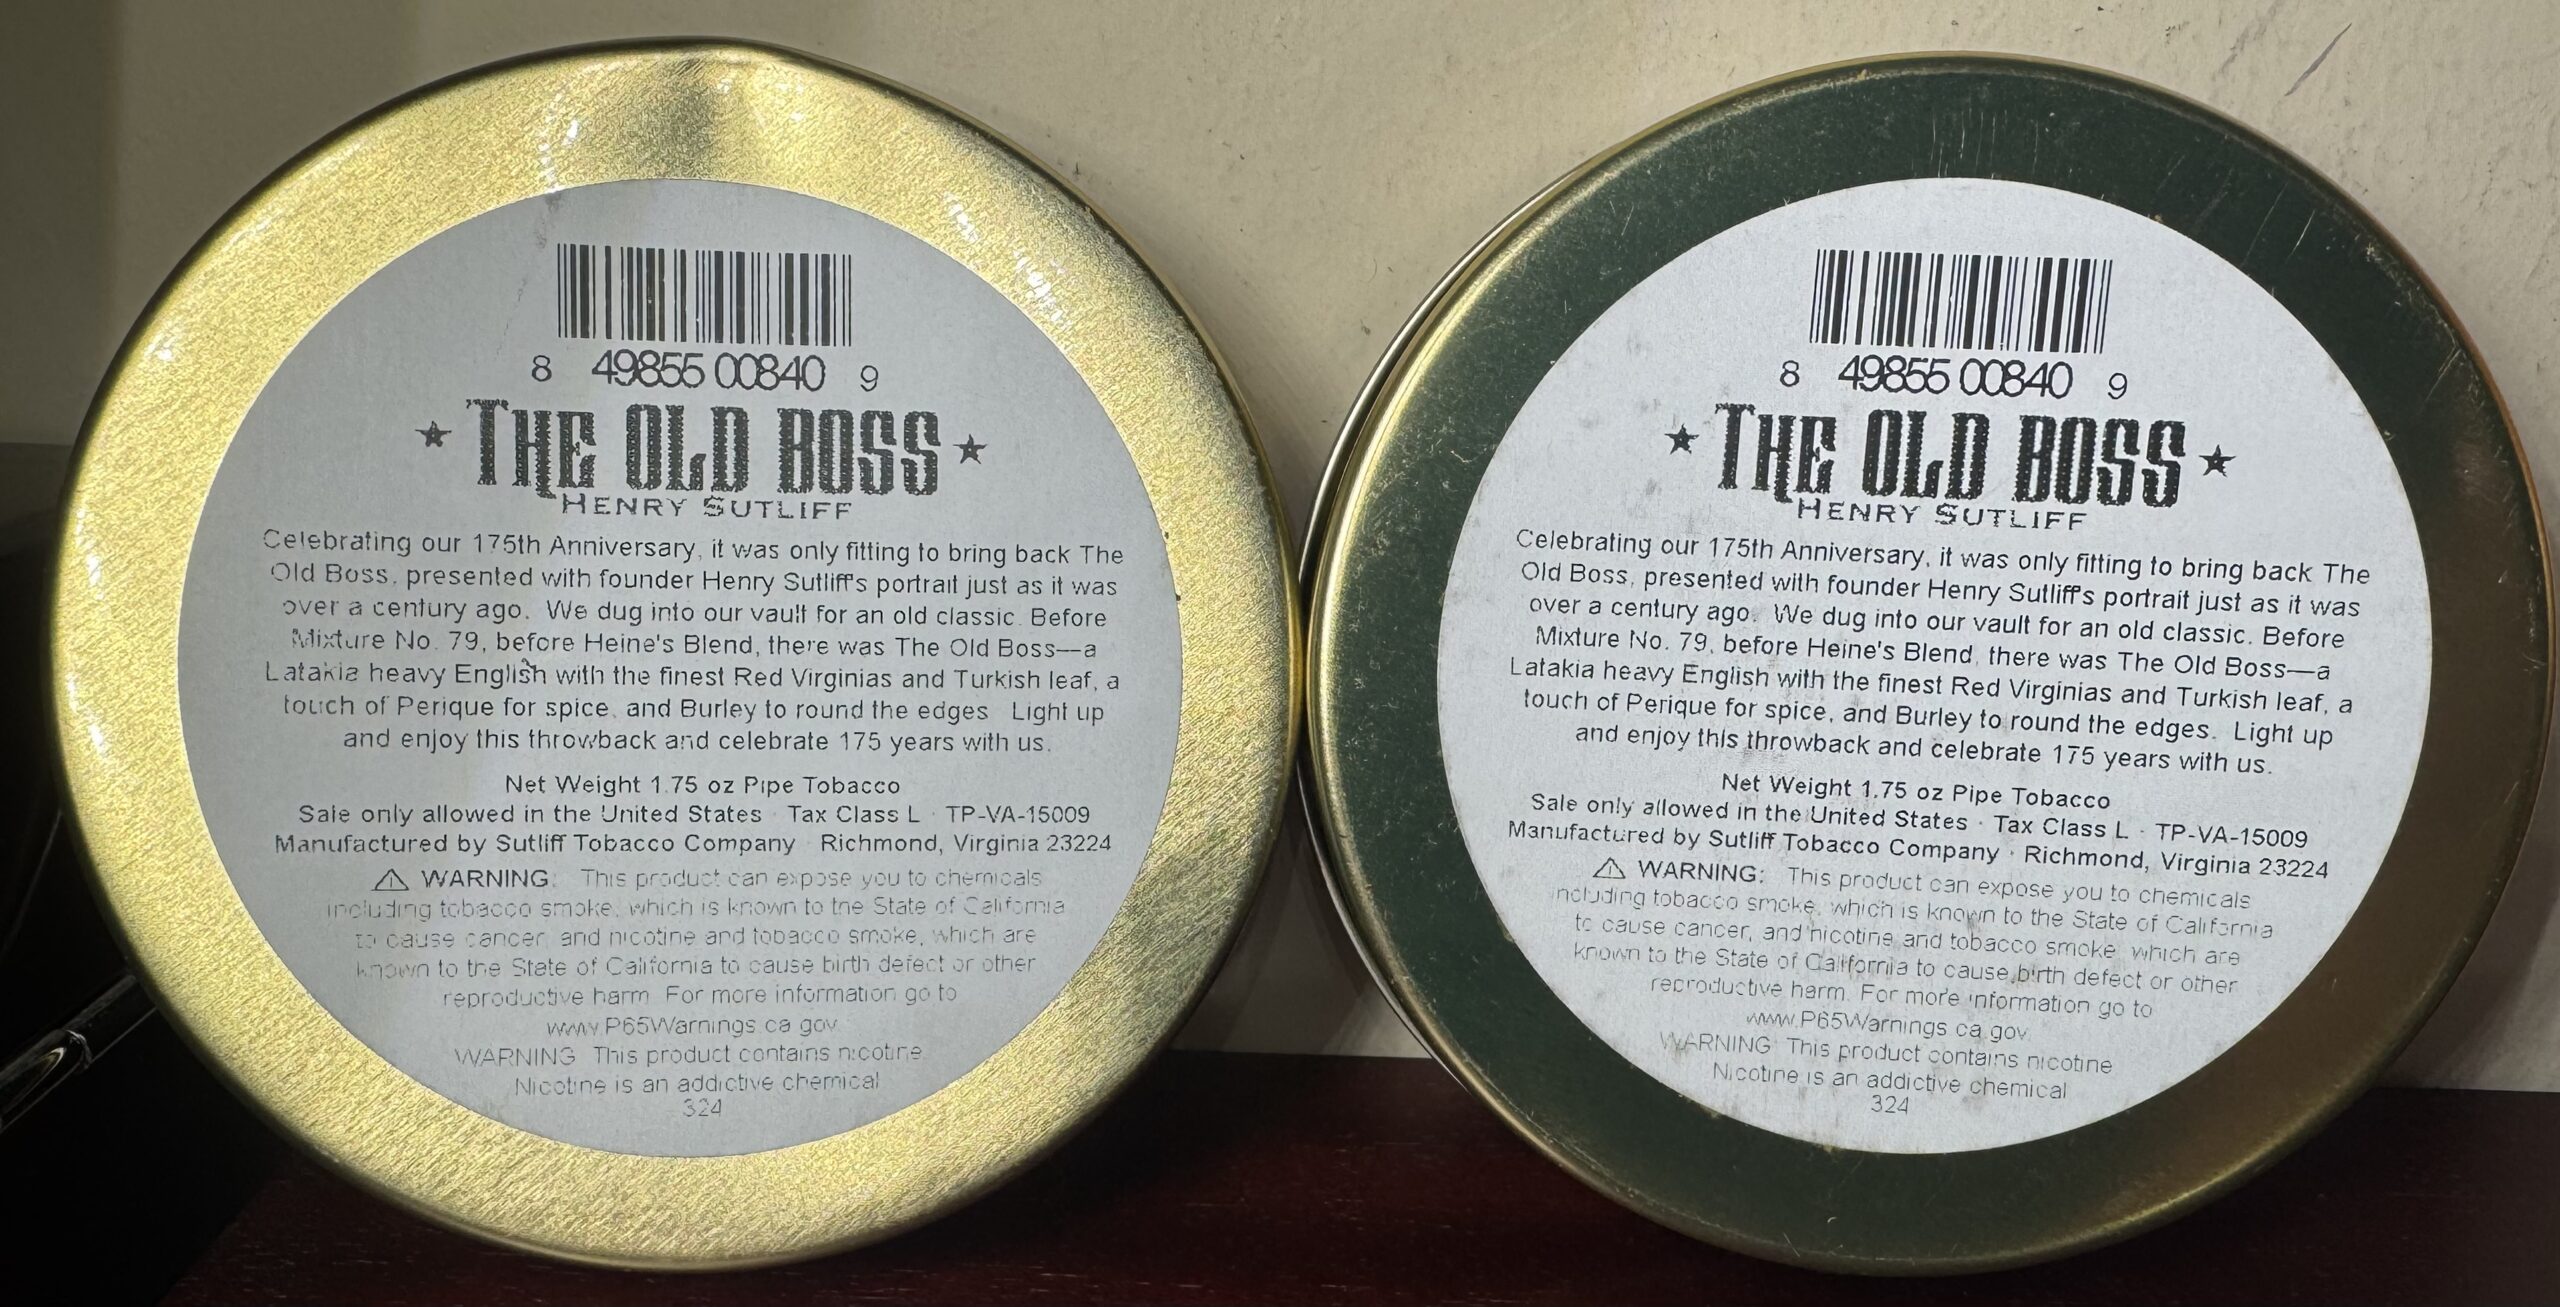 8 49855 00840 9
THE OLD BOSS
HENRY SUTLIFF
Celebrating our 175th Anniversary, it was only fitting to bring back The
Old Boss, presented with founder Henry Sutliff's portrait just as it was
over a century ago. We dug into our vault for an old classic. Before
Mixture No. 79, before Heine's Blend, there was The Old Boss—a
Latakia heavy English with the finest Red Virginias and Turkish leaf, a
touch of Perique for spice, and Burley to round the edges. Light up
and enjoy this throwback and celebrate 175 years with us.
Net Weight 1.75 oz Pipe Tobacco
Sale only allowed in the United States · Tax Class L · TP-VA-15009
Manufactured by Sutliff Tobacco Company · Richmond, Virginia 23224
⚠ WARNING: This product can expose you to chemicals
including tobacco smoke, which is known to the State of California
to cause cancer, and nicotine and tobacco smoke, which are
known to the State of California to cause birth defect or other
reproductive harm. For more information go to
www.P65Warnings.ca.gov.
WARNING: This product contains nicotine.
Nicotine is an addictive chemical
324
8 49855 00840 9
THE OLD BOSS
HENRY SUTLIFF
Celebrating our 175th Anniversary, it was only fitting to bring back The
Old Boss, presented with founder Henry Sutliff's portrait just as it was
over a century ago. We dug into our vault for an old classic. Before
Mixture No. 79, before Heine's Blend, there was The Old Boss—a
Latakia heavy English with the finest Red Virginias and Turkish leaf, a
touch of Perique for spice, and Burley to round the edges. Light up
and enjoy this throwback and celebrate 175 years with us.
Net Weight 1.75 oz Pipe Tobacco
Sale only allowed in the United States · Tax Class L · TP-VA-15009
Manufactured by Sutliff Tobacco Company · Richmond, Virginia 23224
⚠ WARNING: This product can expose you to chemicals
including tobacco smoke, which is known to the State of California
to cause cancer, and nicotine and tobacco smoke, which are
known to the State of California to cause birth defect or other
reproductive harm. For more information go to
www.P65Warnings.ca.gov.
WARNING: This product contains nicotine.
Nicotine is an addictive chemical
324